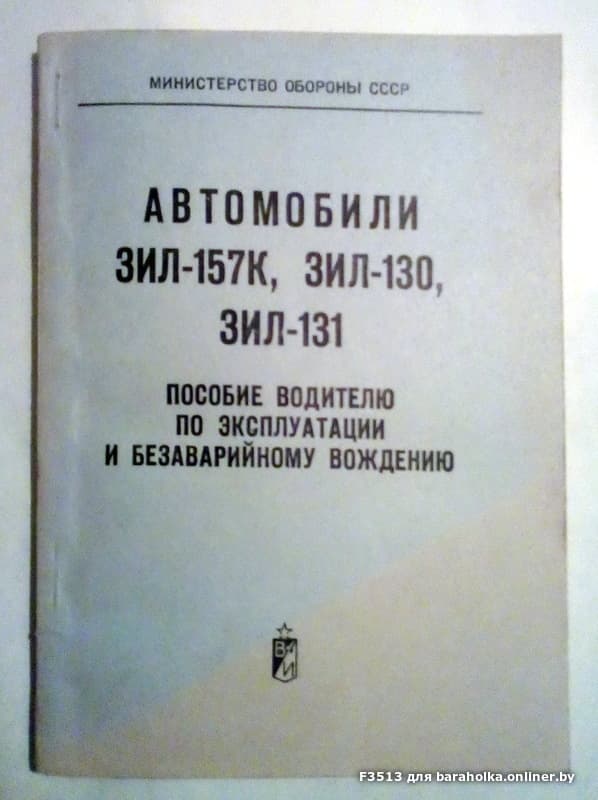 МИНИСТЕРСТВО ОБОРОНЫ СССР
АВТОМОБИЛИ
ЗИЛ-157К, ЗИЛ-130,
ЗИЛ-131
ПОСОБИЕ ВОДИТЕЛЮ
ПО ЭКСПЛУАТАЦИИ
И БЕЗАВАРИЙНОМУ ВОЖДЕНИЮ
ВИ
F3513 для baraholka.onliner.by